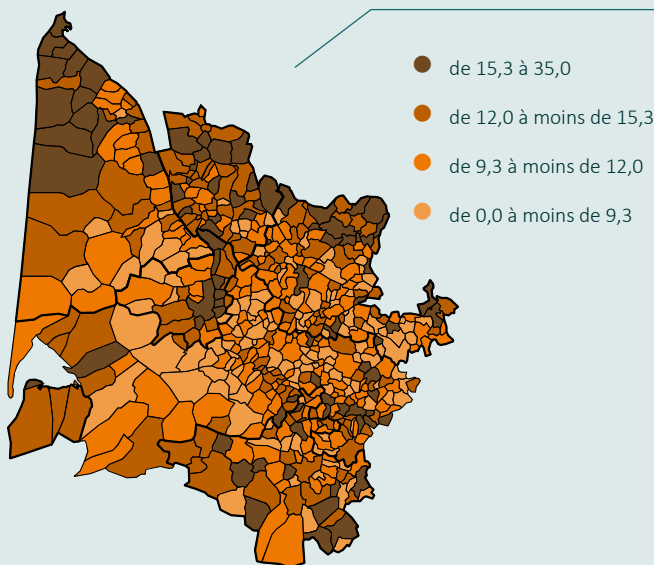 de 15,3 à 35,0
de 12,0 à moins de 15,3
de 9,3 à moins de 12,0
de 0,0 à moins de 9,3